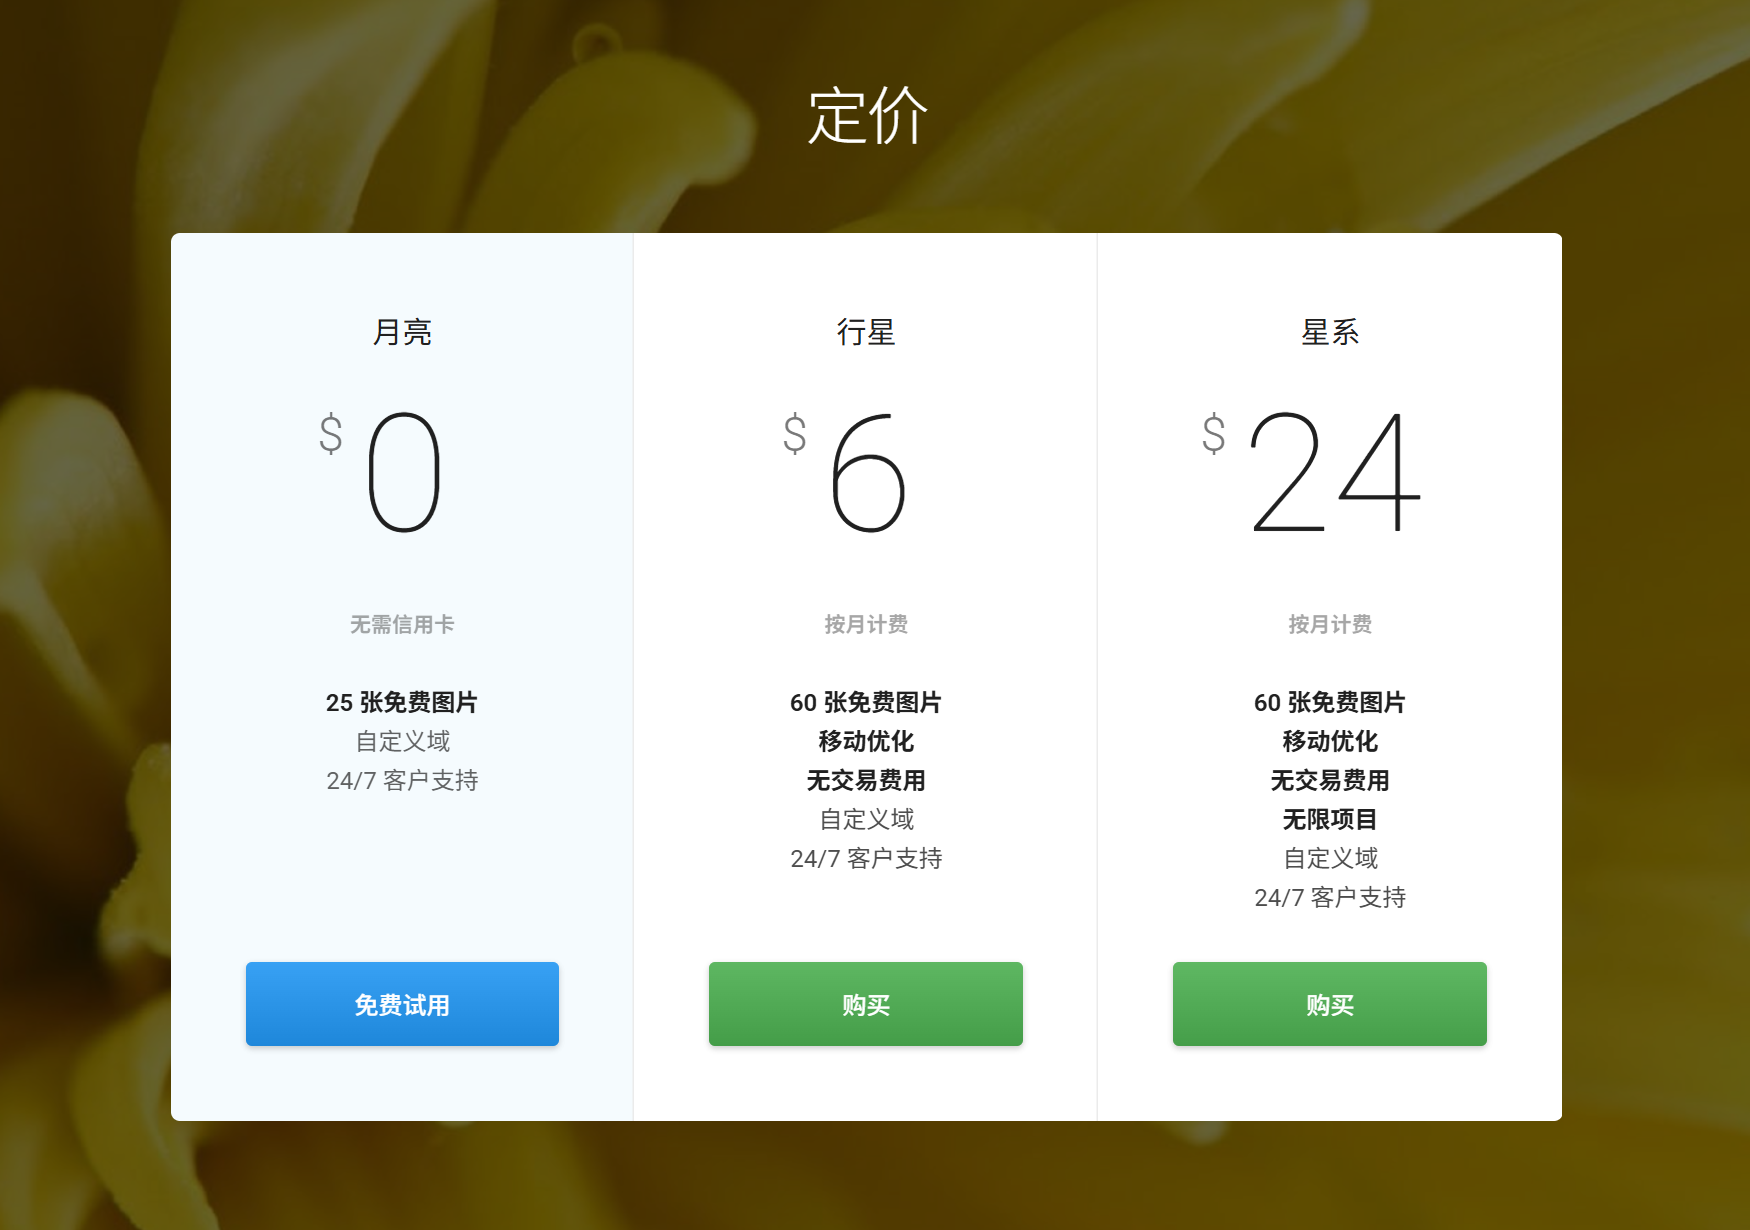 定价
月亮
$ 0
无需信用卡
25 张免费图片
自定义域
24/7 客户支持
免费试用
行星
$ 6
按月计费
60 张免费图片
移动优化
无交易费用
自定义域
24/7 客户支持
购买
星系
$ 24
按月计费
60 张免费图片
移动优化
无交易费用
无限项目
自定义域
24/7 客户支持
购买